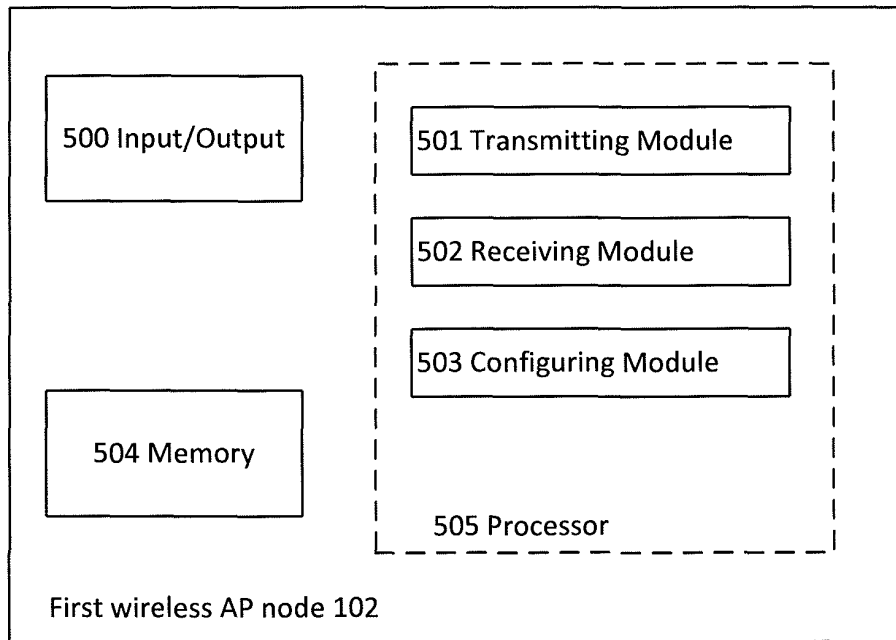 500 Input/Output
501 Transmitting Module
502 Receiving Module
503 Configuring Module
504 Memory
505 Processor
First wireless AP node 102